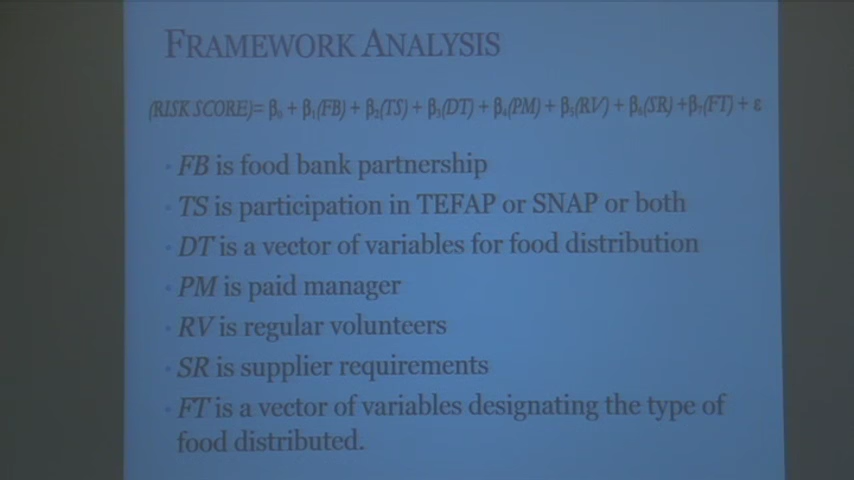 FRAMEWORK ANALYSIS
(RISK SCORE)= β₀ + β₁(FB) + β₂(TS) + β₃(DT) + β₄(PM) + β₅(RV) + β₆(SR) +β₇(FT) + ε
• FB is food bank partnership
• TS is participation in TEFAP or SNAP or both
• DT is a vector of variables for food distribution
• PM is paid manager
• RV is regular volunteers
• SR is supplier requirements
• FT is a vector of variables designating the type of
food distributed.